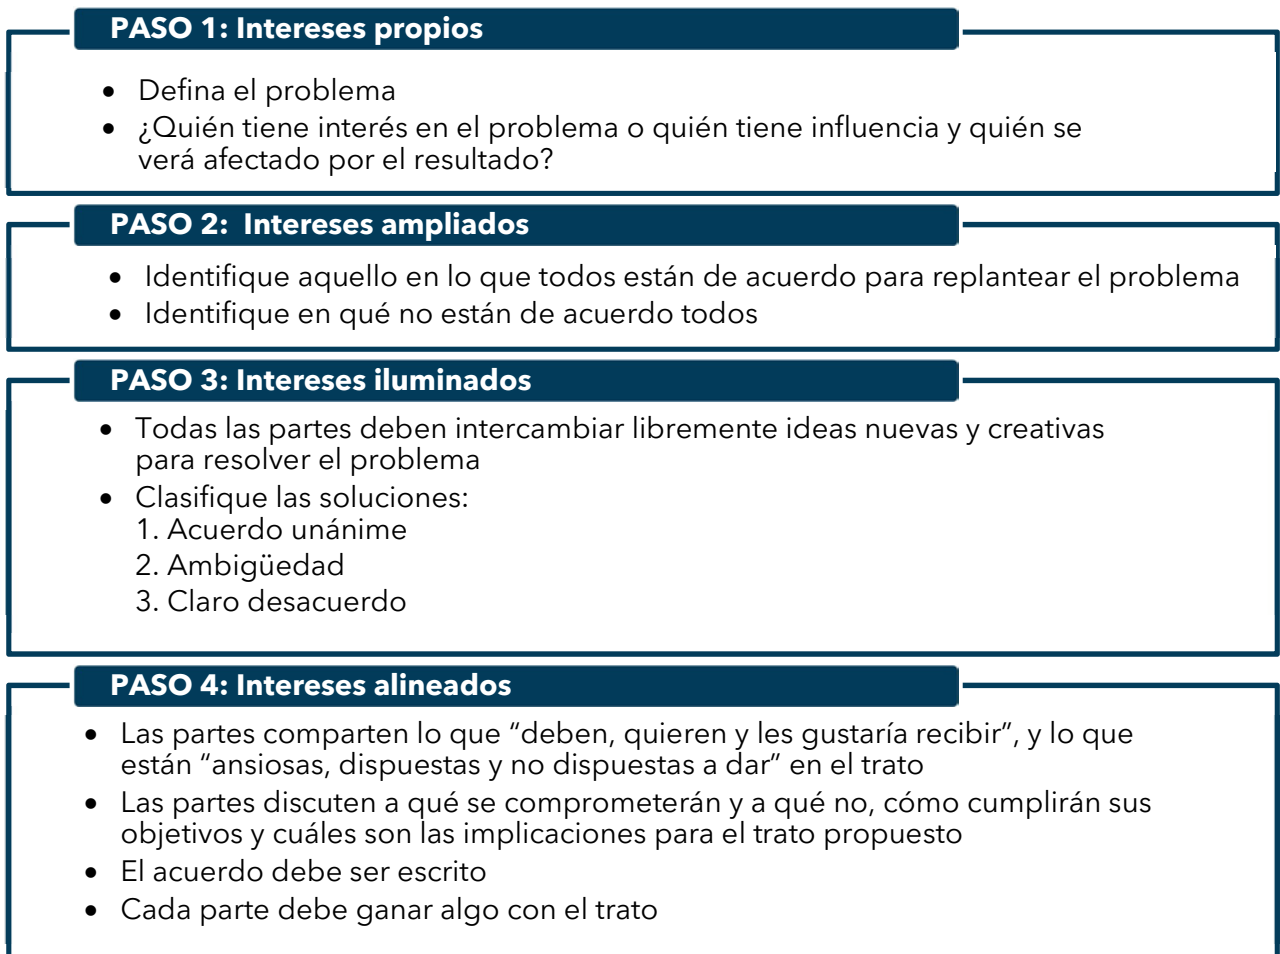 PASO 1: Intereses propios
• Defina el problema
• ¿Quién tiene interés en el problema o quién tiene influencia y quién se
verá afectado por el resultado?
PASO 2: Intereses ampliados
• Identifique aquello en lo que todos están de acuerdo para replantear el problema
• Identifique en qué no están de acuerdo todos
PASO 3: Intereses iluminados
• Todas las partes deben intercambiar libremente ideas nuevas y creativas
para resolver el problema
• Clasifique las soluciones:
1. Acuerdo unánime
2. Ambigüedad
3. Claro desacuerdo
PASO 4: Intereses alineados
• Las partes comparten lo que “deben, quieren y les gustaría recibir”, y lo que
están “ansiosas, dispuestas y no dispuestas a dar” en el trato
• Las partes discuten a qué se comprometerán y a qué no, cómo cumplirán sus
objetivos y cuáles son las implicaciones para el trato propuesto
• El acuerdo debe ser escrito
• Cada parte debe ganar algo con el trato